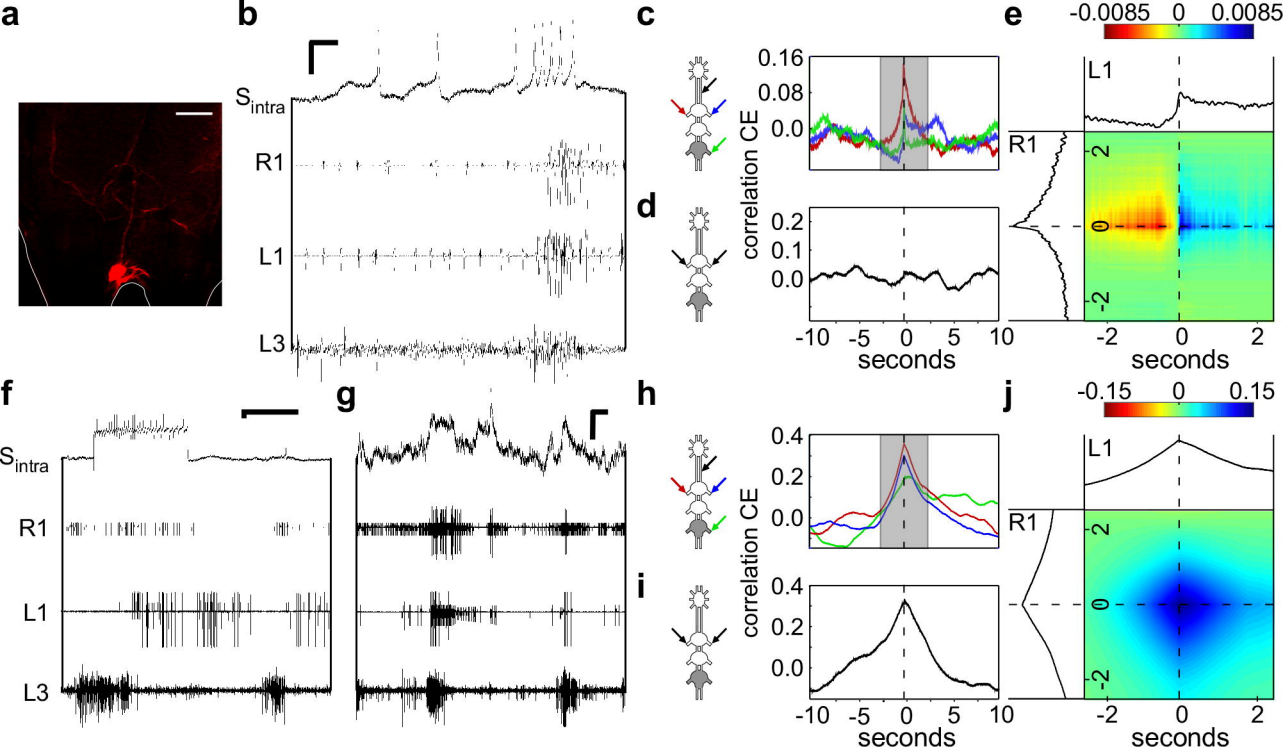 a
b
S intra
R1
L1
L3
c
correlation CE
0.16
0.08
0.0
d
0.2
0.1
0.0
-10 -5 0 5 10
seconds
e
-0.0085 0 0.0085
L1
R1
2
0
-2
-2 0 2
seconds
f
S intra
R1
L1
L3
g
h
correlation CE
0.4
0.2
0.0
i
0.4
0.2
0.0
-10 -5 0 5 10
seconds
j
-0.15 0 0.15
L1
R1
2
0
-2
-2 0 2
seconds